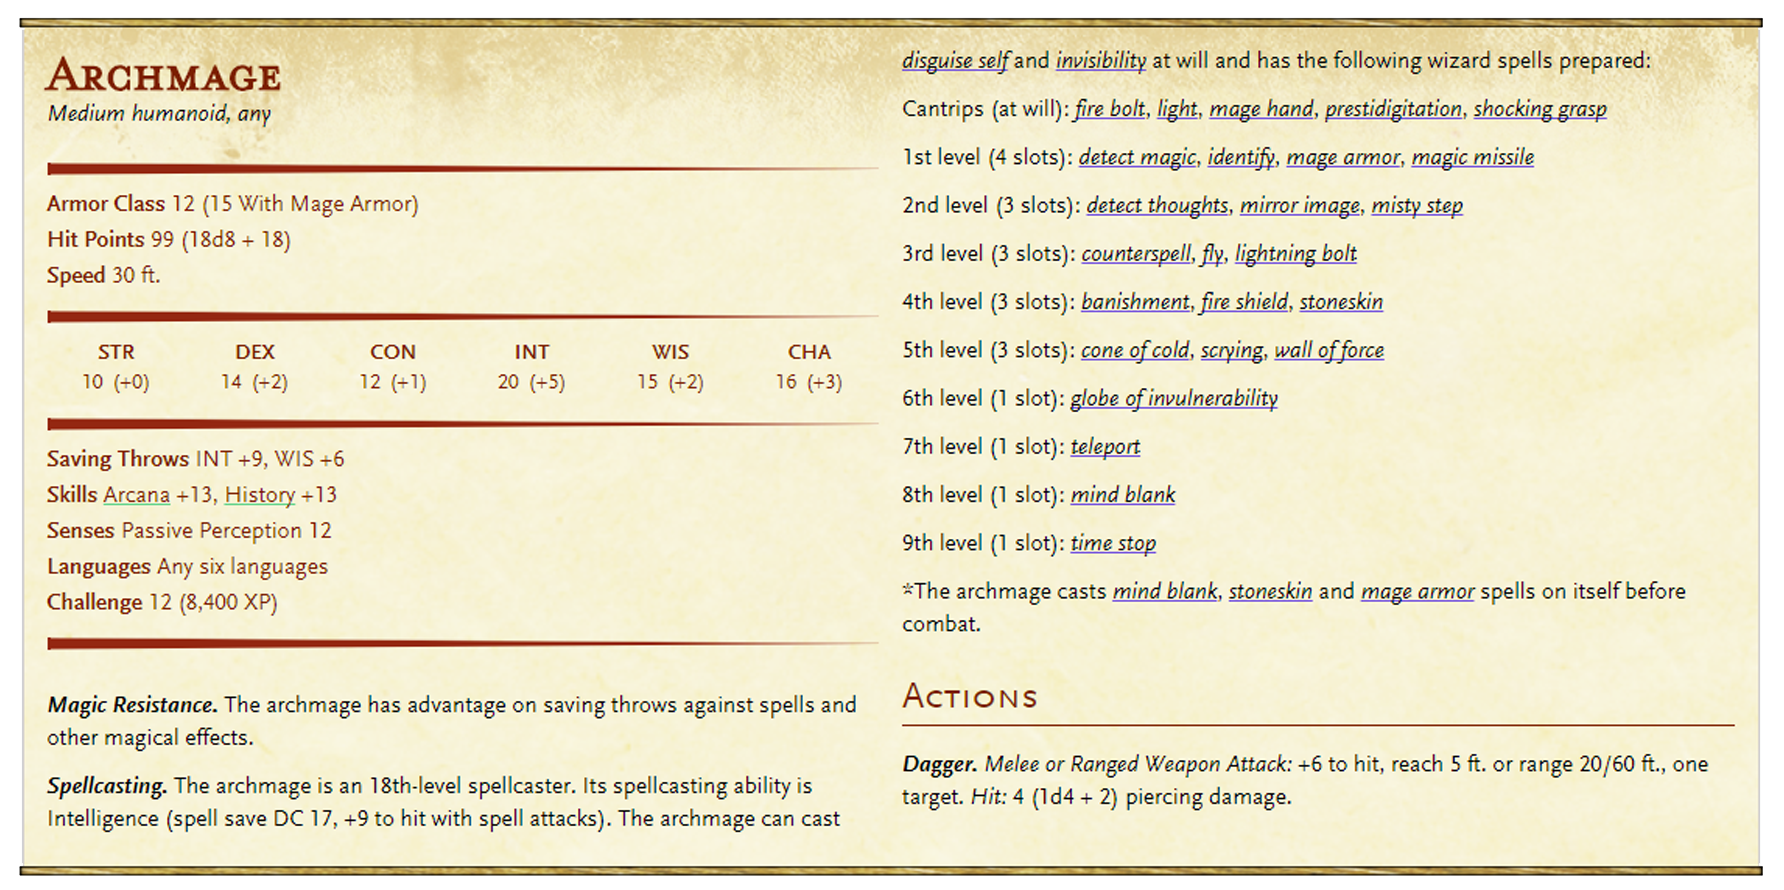 ARCHMAGE
Medium humanoid, any
Armor Class 12 (15 With Mage Armor)
Hit Points 99 (18d8 + 18)
Speed 30 ft.
STR DEX CON INT WIS CHA
10 (+0) 14 (+2) 12 (+1) 20 (+5) 15 (+2) 16 (+3)
Saving Throws INT +9, WIS +6
Skills Arcana +13, History +13
Senses Passive Perception 12
Languages Any six languages
Challenge 12 (8,400 XP)
Magic Resistance. The archmage has advantage on saving throws against spells and
other magical effects.
Spellcasting. The archmage is an 18th-level spellcaster. Its spellcasting ability is
Intelligence (spell save DC 17, +9 to hit with spell attacks). The archmage can cast
disguise self and invisibility at will and has the following wizard spells prepared:
Cantrips (at will): fire bolt, light, mage hand, prestidigitation, shocking grasp
1st level (4 slots): detect magic, identify, mage armor, magic missile
2nd level (3 slots): detect thoughts, mirror image, misty step
3rd level (3 slots): counterspell, fly, lightning bolt
4th level (3 slots): banishment, fire shield, stoneskin
5th level (3 slots): cone of cold, scrying, wall of force
6th level (1 slot): globe of invulnerability
7th level (1 slot): teleport
8th level (1 slot): mind blank
9th level (1 slot): time stop
*The archmage casts mind blank, stoneskin and mage armor spells on itself before
combat.
ACTIONS
Dagger. Melee or Ranged Weapon Attack: +6 to hit, reach 5 ft. or range 20/60 ft., one
target. Hit: 4 (1d4 + 2) piercing damage.